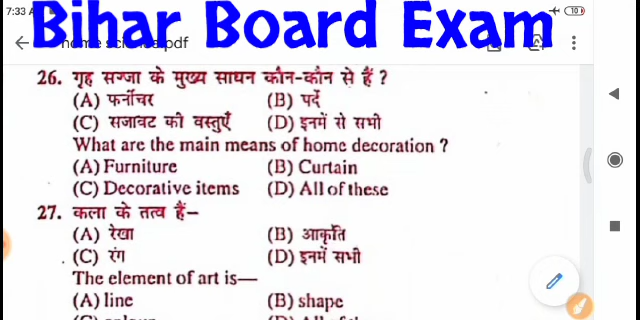 7:33 A
Bihar Board Exam
home science.pdf
26. गृह सज्जा के मुख्य साधन कौन-कौन से हैं ?
(A) फर्नीचर (B) पर्दे
(C) सजावट की वस्तुएँ (D) इनमें से सभी
What are the main means of home decoration ?
(A) Furniture (B) Curtain
(C) Decorative items (D) All of these
27. कला के तत्व हैं–
(A) रेखा (B) आकृति
(C) रंग (D) इनमें सभी
The element of art is—
(A) line (B) shape